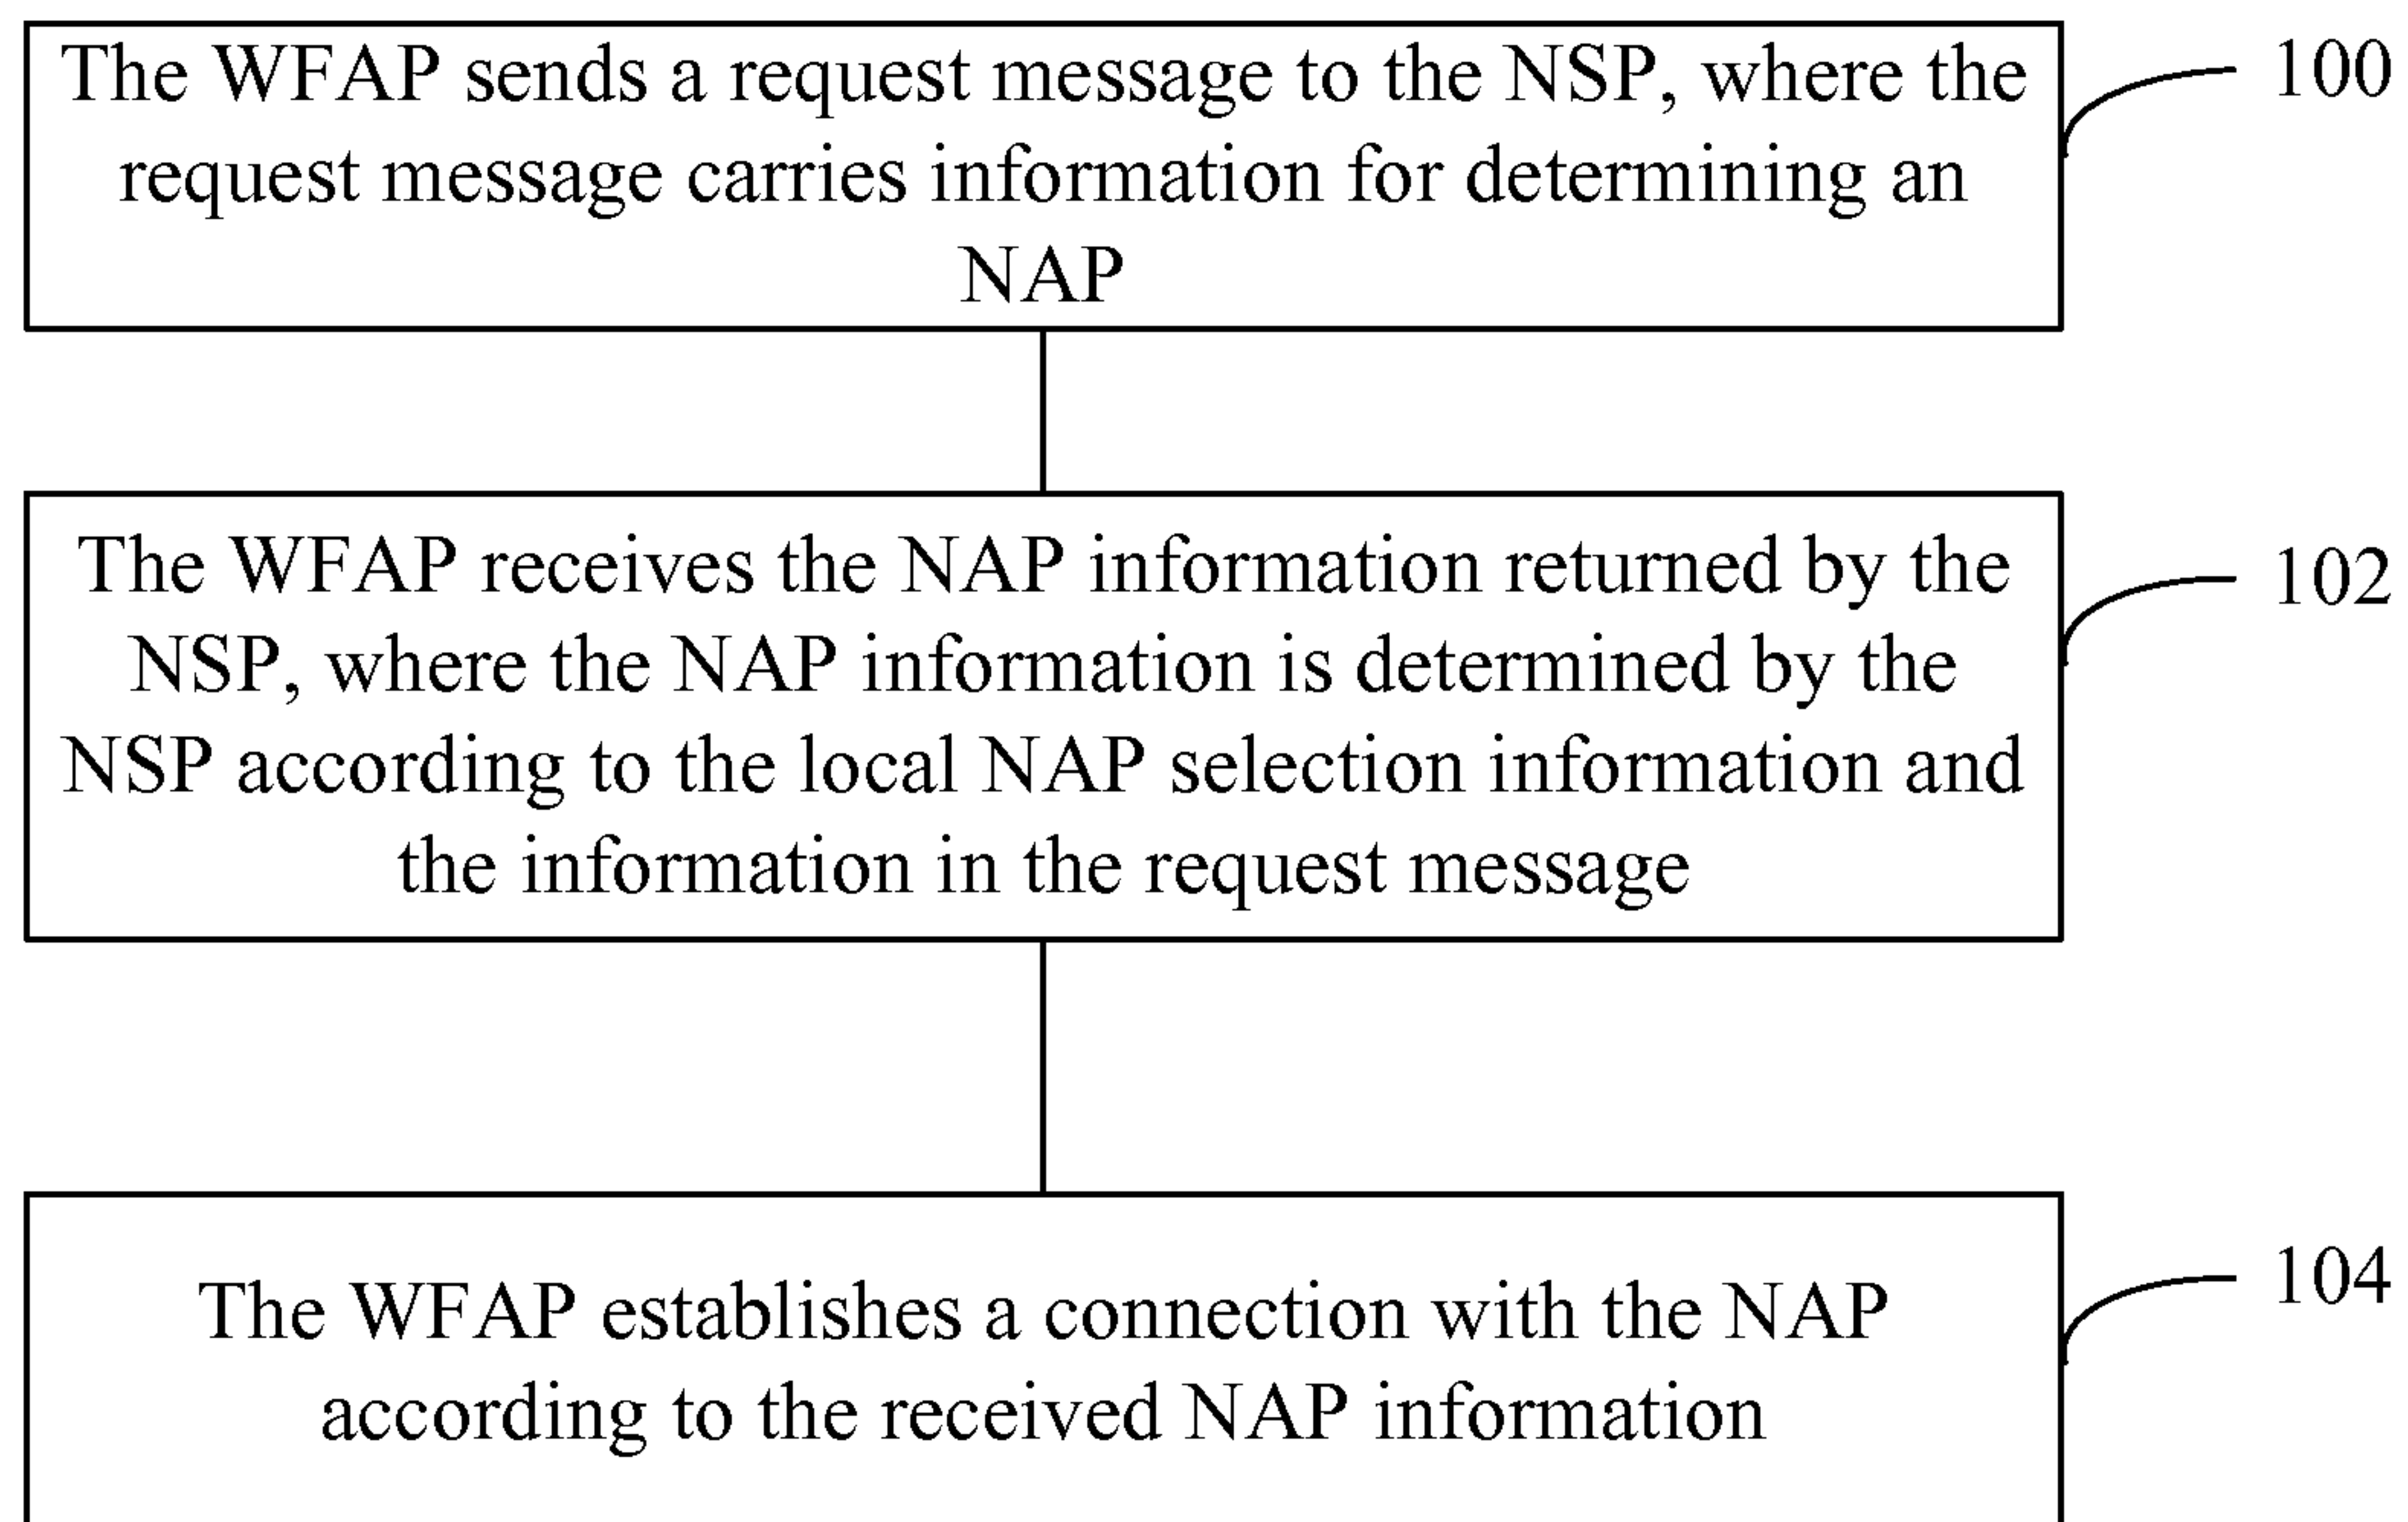 The WFAP sends a request message to the NSP, where the
request message carries information for determining an
NAP
100
The WFAP receives the NAP information returned by the
NSP, where the NAP information is determined by the
NSP according to the local NAP selection information and
the information in the request message
102
The WFAP establishes a connection with the NAP
according to the received NAP information
104